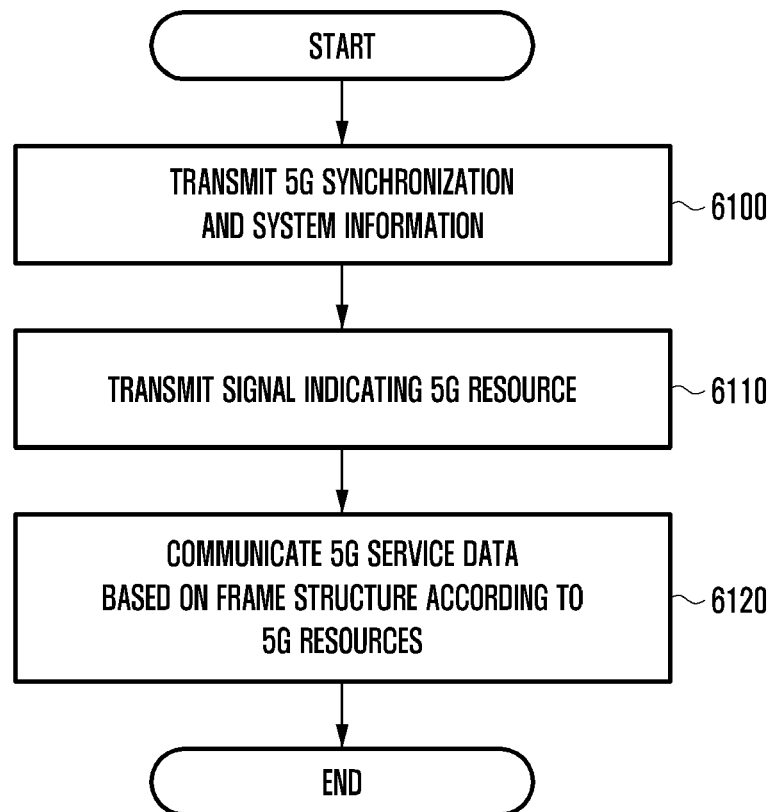 START
TRANSMIT 5G SYNCHRONIZATION
AND SYSTEM INFORMATION
6100
TRANSMIT SIGNAL INDICATING 5G RESOURCE
6110
COMMUNICATE 5G SERVICE DATA
BASED ON FRAME STRUCTURE ACCORDING TO
5G RESOURCES
6120
END